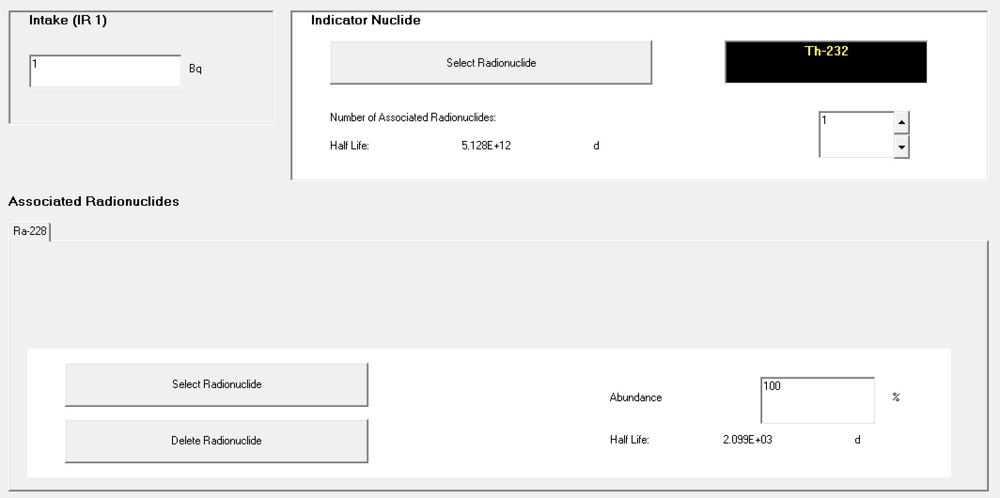 Intake (IR 1)
1
Bq
Indicator Nuclide
Select Radionuclide
Th-232
Number of Associated Radionuclides:
1
Half Life:
5.128E+12
d
Associated Radionuclides
Ra-228
Select Radionuclide
Delete Radionuclide
Abundance
100
%
Half Life:
2.099E+03
d